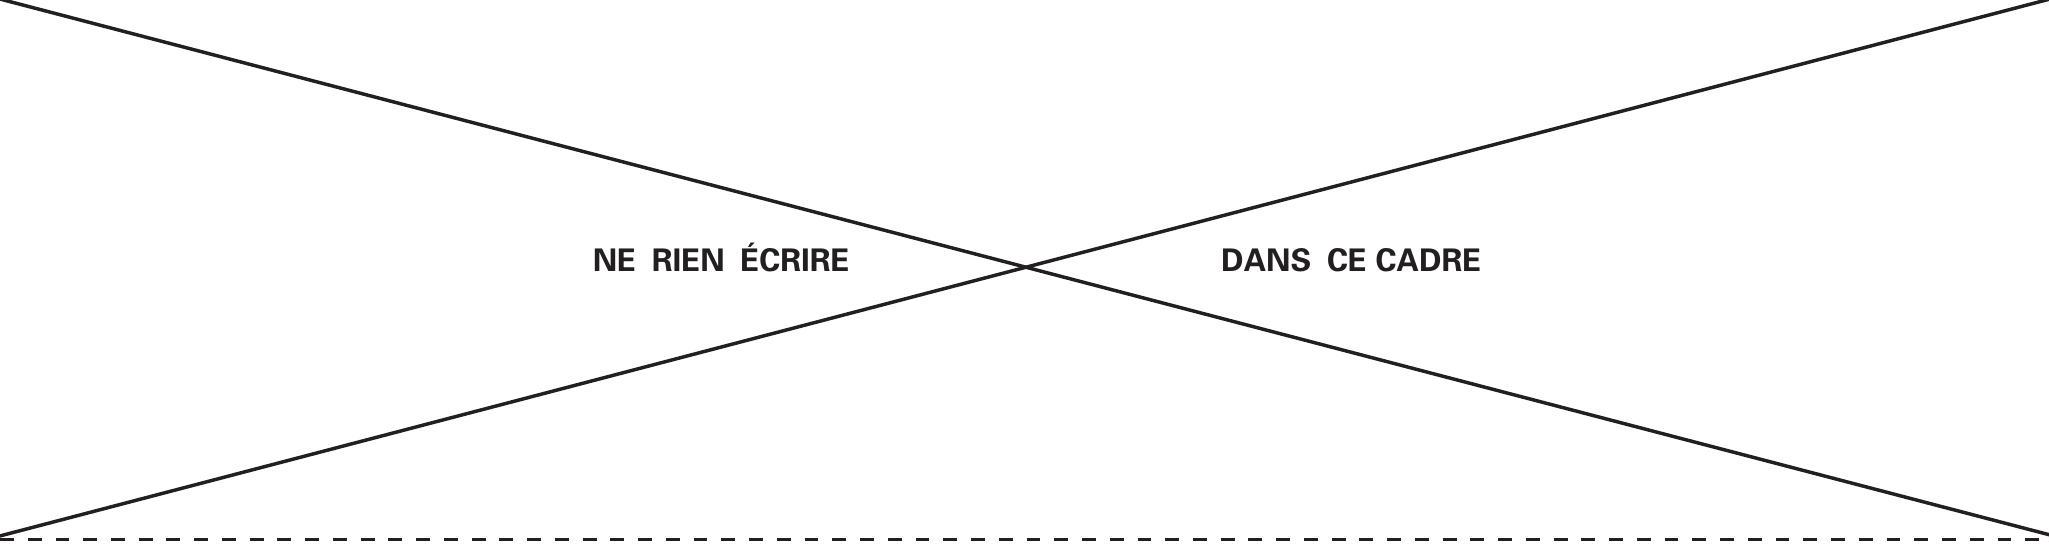 NE RIEN ÉCRIRE DANS CE CADRE